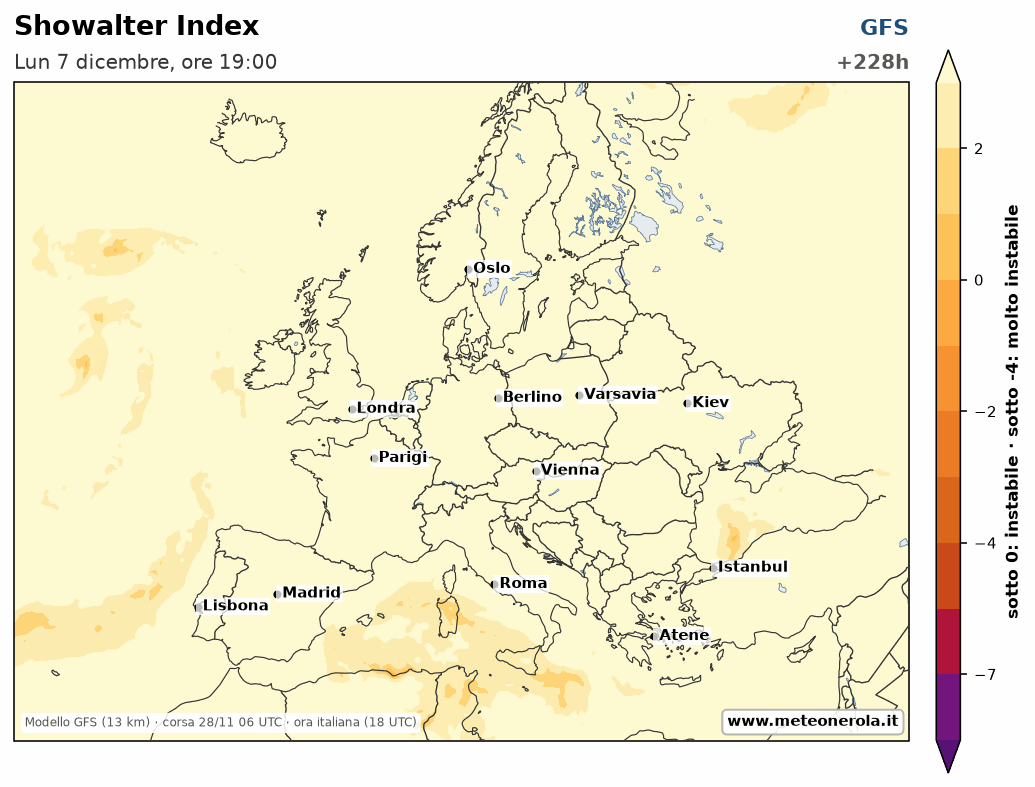 Showalter Index
GFS
Lun 7 dicembre, ore 19:00
+228h
Oslo
Berlino
Varsavia
Kiev
Londra
Parigi
Vienna
Istanbul
Roma
Madrid
Lisbona
Atene
2
0
−2
−4
−7
sotto 0: instabile · sotto -4: molto instabile
Modello GFS (13 km) · corsa 28/11 06 UTC · ora italiana (18 UTC)
www.meteonerola.it